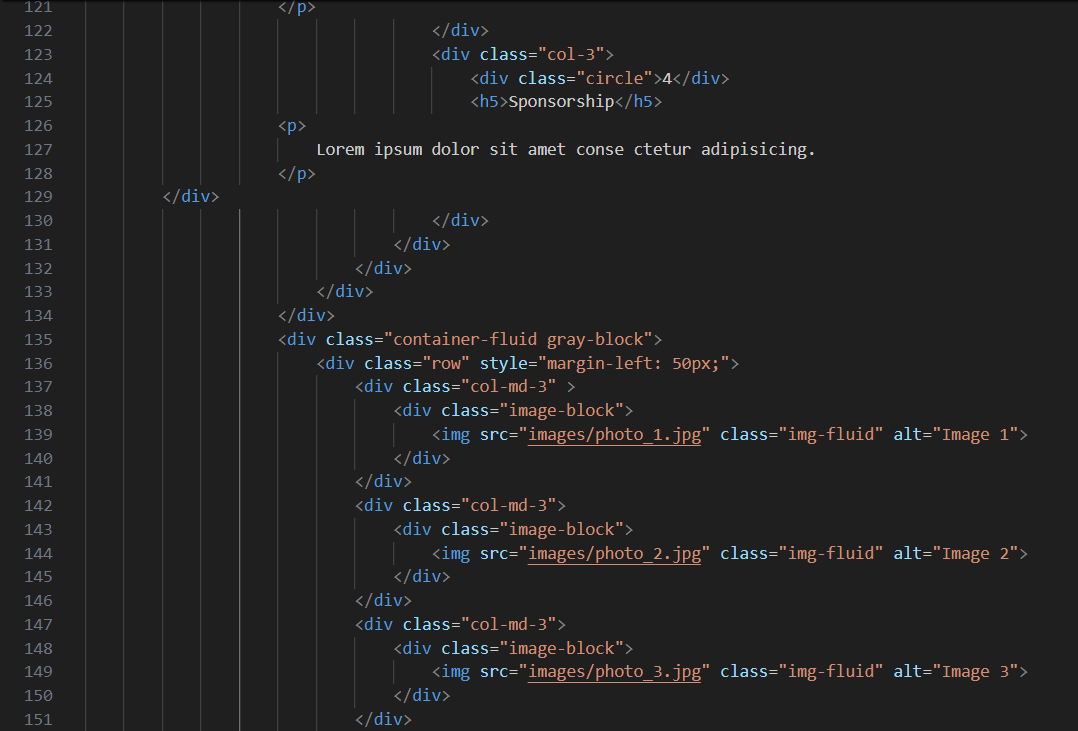 121 </p>
122 </div>
123 <div class="col-3">
124 <div class="circle">4</div>
125 <h5>Sponsorship</h5>
126 <p>
127 Lorem ipsum dolor sit amet conse ctetur adipisicing.
128 </p>
129 </div>
130 </div>
131 </div>
132 </div>
133 </div>
134 </div>
135 <div class="container-fluid gray-block">
136 <div class="row" style="margin-left: 50px;">
137 <div class="col-md-3" >
138 <div class="image-block">
139 <img src="images/photo_1.jpg" class="img-fluid" alt="Image 1">
140 </div>
141 </div>
142 <div class="col-md-3">
143 <div class="image-block">
144 <img src="images/photo_2.jpg" class="img-fluid" alt="Image 2">
145 </div>
146 </div>
147 <div class="col-md-3">
148 <div class="image-block">
149 <img src="images/photo_3.jpg" class="img-fluid" alt="Image 3">
150 </div>
151 </div>